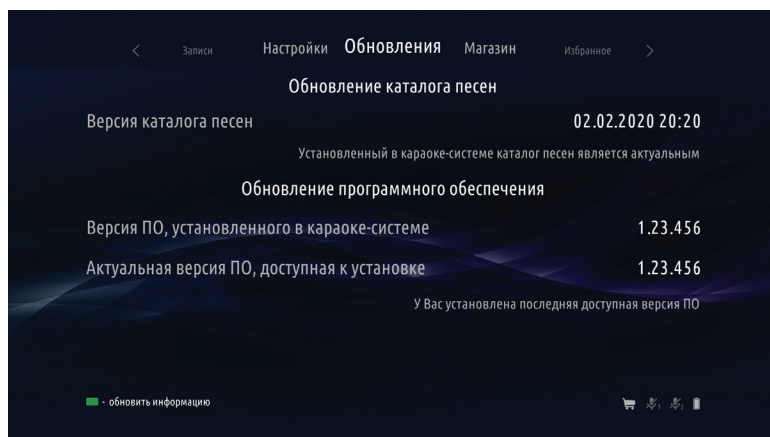 Записи Настройки Обновления Магазин Избранное
Обновление каталога песен
Версия каталога песен 02.02.2020 20:20
Установленный в караоке-системе каталог песен является актуальным
Обновление программного обеспечения
Версия ПО, установленного в караоке-системе 1.23.456
Актуальная версия ПО, доступная к установке 1.23.456
У Вас установлена последняя доступная версия ПО
- обновить информацию 1 2